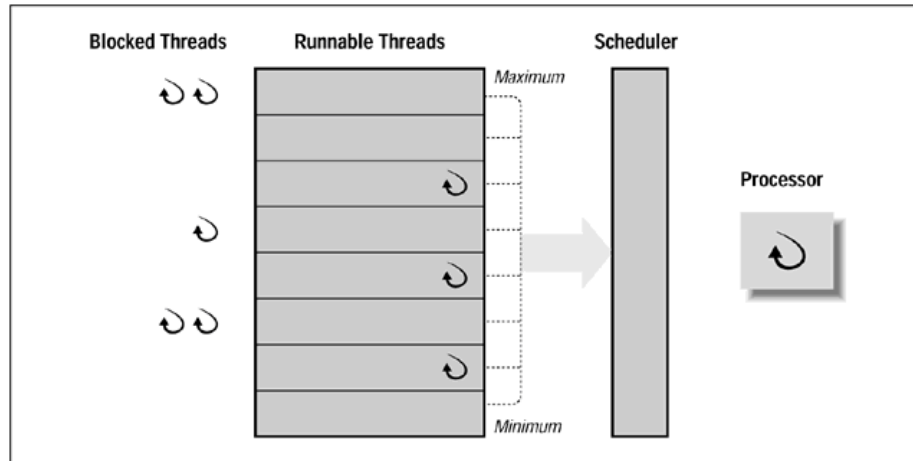 Blocked Threads
Runnable Threads
Scheduler
Maximum
Processor
Minimum